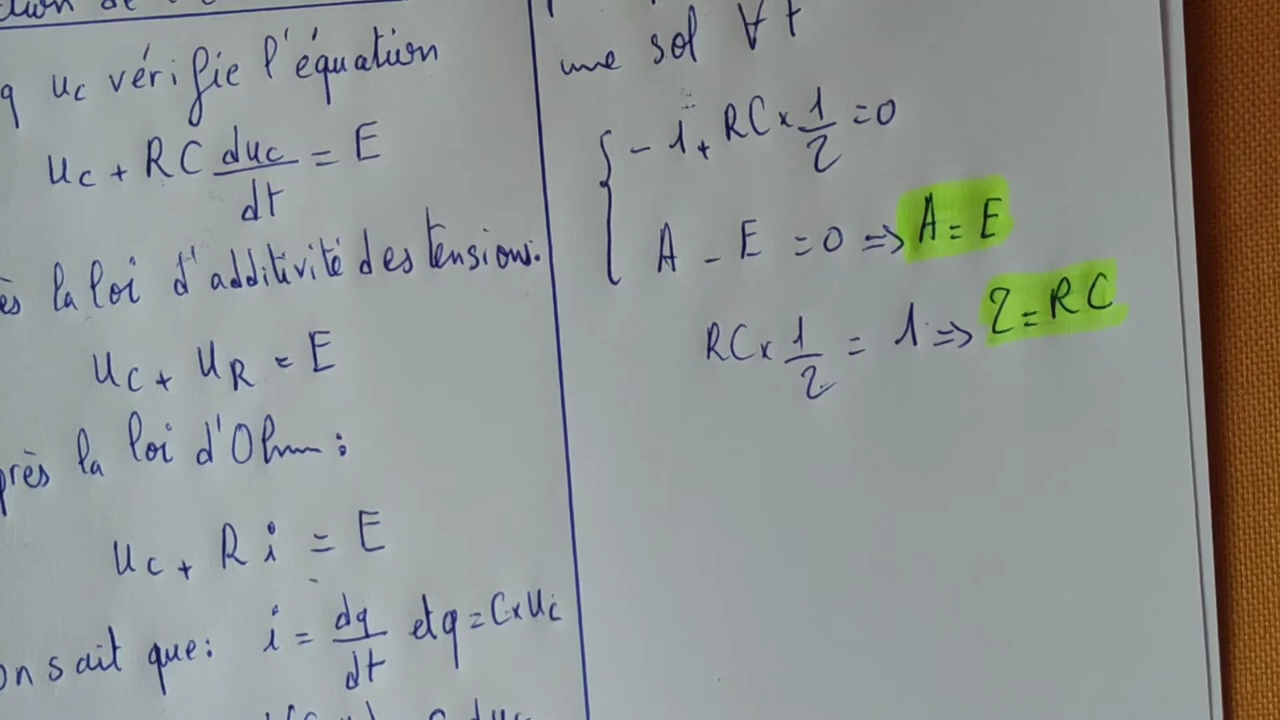 q uc vérifie l'équation
uc + RC duc/dt = E
ès la loi d'additivité des tensions.
uc + uR = E
près la loi d'Ohm :
uc + R i = E
on sait que : i = dq/dt et q = C x uc
une sol ∀ t
{ - 1 + RC x 1/τ = 0
A - E = 0 => A = E
RC x 1/τ = 1 => τ = RC